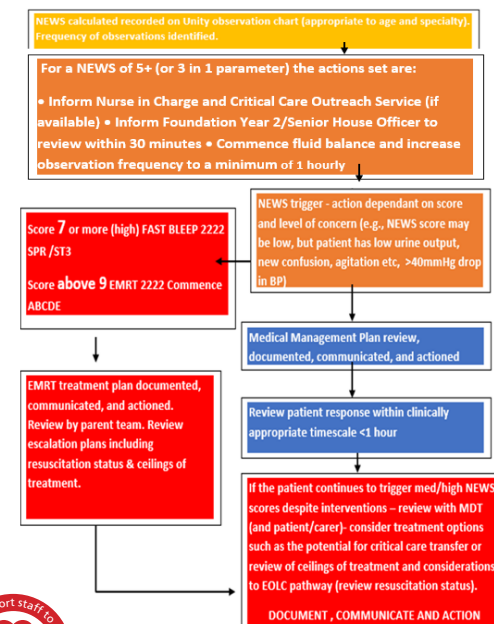 NEWS calculated recorded on Unity observation chart (appropriate to age and specialty).
Frequency of observations identified.
For a NEWS of 5+ (or 3 in 1 parameter) the actions set are:
• Inform Nurse in Charge and Critical Care Outreach Service (if
available) • Inform Foundation Year 2/Senior House Officer to
review within 30 minutes • Commence fluid balance and increase
observation frequency to a minimum of 1 hourly
NEWS trigger - action dependant on score
and level of concern (e.g., NEWS score may
be low, but patient has low urine output,
new confusion, agitation etc, >40mmHg drop
in BP)
Score 7 or more (high) FAST BLEEP 2222
SPR /ST3
Score above 9 EMRT 2222 Commence
ABCDE
Medical Management Plan review,
documented, communicated, and actioned
EMRT treatment plan documented,
communicated, and actioned.
Review by parent team. Review
escalation plans including
resuscitation status & ceilings of
treatment.
Review patient response within clinically
appropriate timescale <1 hour
If the patient continues to trigger med/high NEWS
scores despite interventions – review with MDT
(and patient/carer)- consider treatment options
such as the potential for critical care transfer or
review of ceilings of treatment and considerations
to EOLC pathway (review resuscitation status).
DOCUMENT , COMMUNICATE AND ACTION
ort staff to